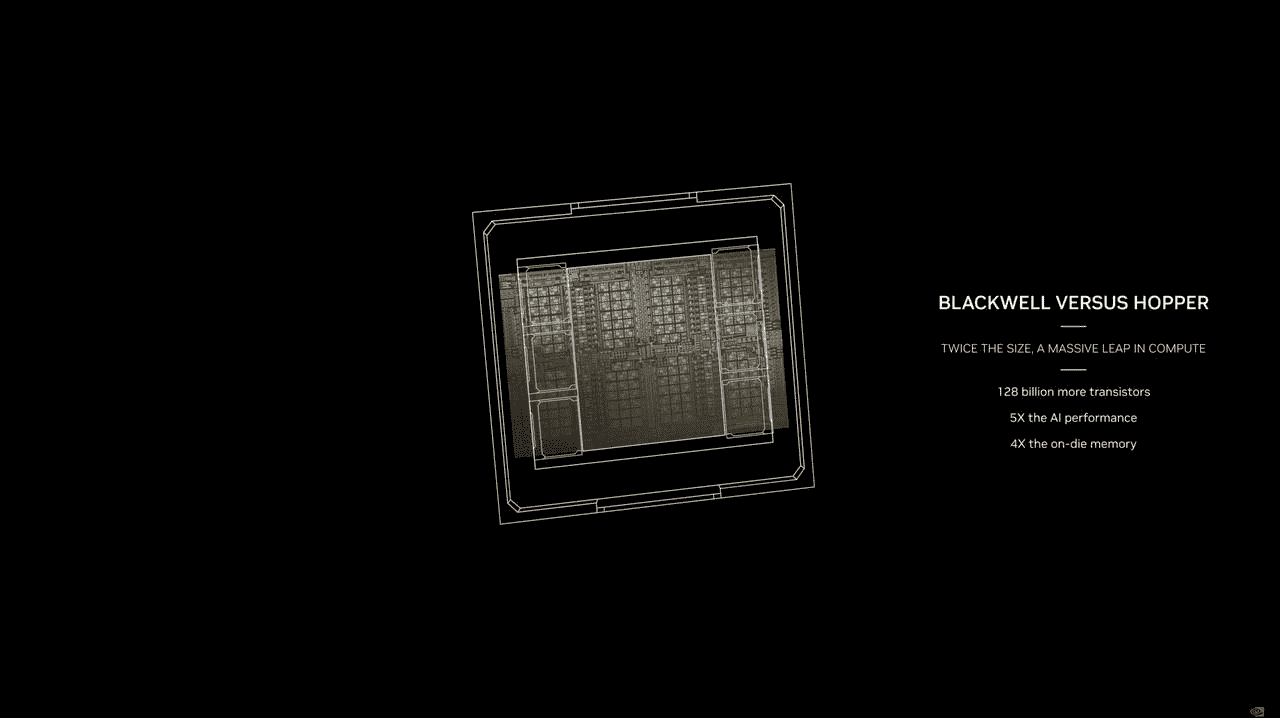 BLACKWELL VERSUS HOPPER
TWICE THE SIZE, A MASSIVE LEAP IN COMPUTE
128 billion more transistors
5X the AI performance
4X the on-die memory